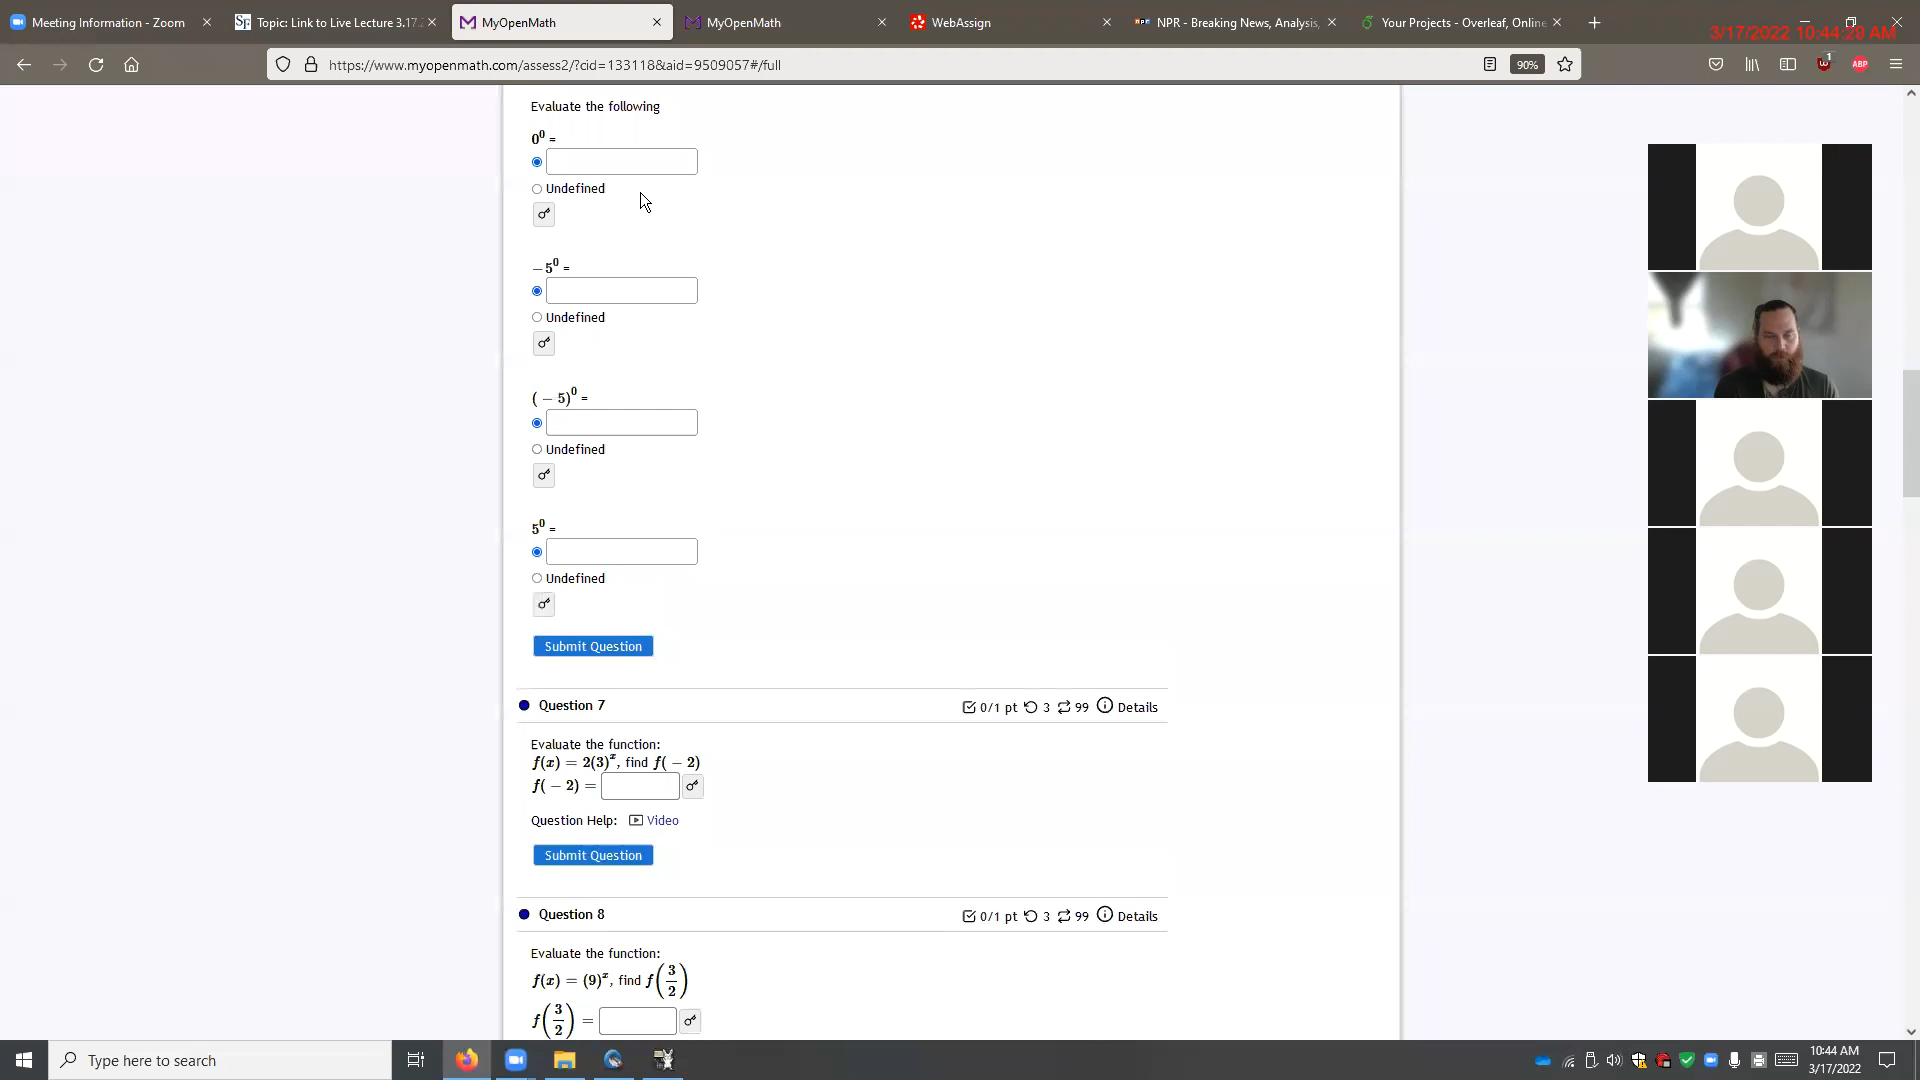 Meeting Information - Zoom
Topic: Link to Live Lecture 3.17.2
MyOpenMath
MyOpenMath
WebAssign
NPR - Breaking News, Analysis,
Your Projects - Overleaf, Online
3/17/2022 10:44:20 AM
https://www.myopenmath.com/assess2/?cid=133118&aid=9509057#/full
90%
1
ABP
Evaluate the following
0⁰ =
Undefined
− 5⁰ =
Undefined
( − 5)⁰ =
Undefined
5⁰ =
Undefined
Submit Question
Question 7
0/1 pt 3 99 Details
Evaluate the function:
f(x) = 2(3)ˣ, find f( − 2)
f( − 2) =
Question Help: Video
Submit Question
Question 8
0/1 pt 3 99 Details
Evaluate the function:
f(x) = (9)ˣ, find f(3/2)
f(3/2) =
Type here to search
10:44 AM
3/17/2022